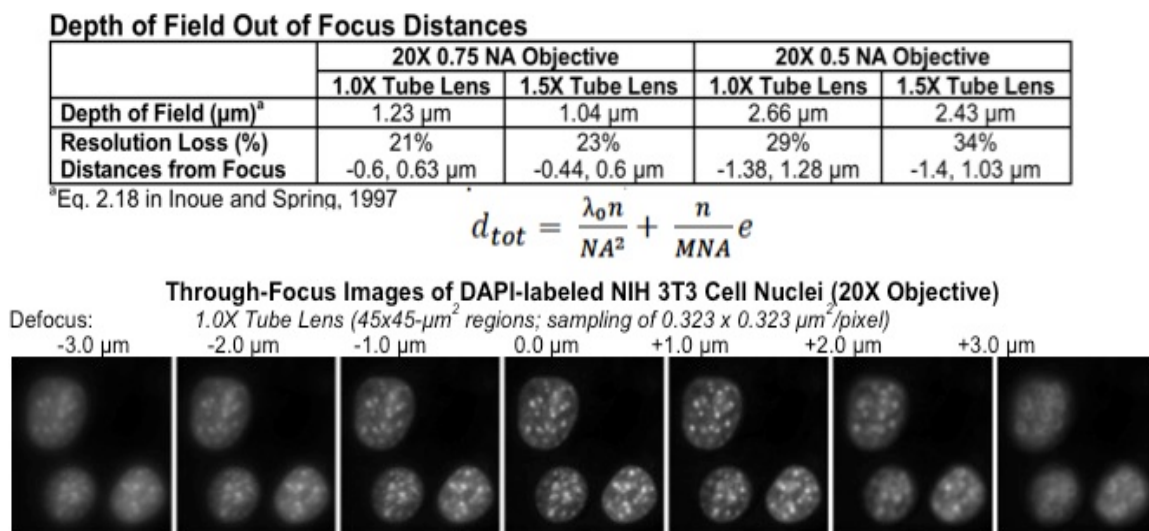 Depth of Field Out of Focus Distances
20X 0.75 NA Objective 20X 0.5 NA Objective
1.0X Tube Lens 1.5X Tube Lens 1.0X Tube Lens 1.5X Tube Lens
Depth of Field (µm)ᵃ 1.23 µm 1.04 µm 2.66 µm 2.43 µm
Resolution Loss (%) 21% 23% 29% 34%
Distances from Focus -0.6, 0.63 µm -0.44, 0.6 µm -1.38, 1.28 µm -1.4, 1.03 µm
ᵃEq. 2.18 in Inoue and Spring, 1997
d_tot = λ₀n/NA² + n/MNA e
Through-Focus Images of DAPI-labeled NIH 3T3 Cell Nuclei (20X Objective)
Defocus: 1.0X Tube Lens (45x45-µm² regions; sampling of 0.323 x 0.323 µm²/pixel)
-3.0 µm -2.0 µm -1.0 µm 0.0 µm +1.0 µm +2.0 µm +3.0 µm